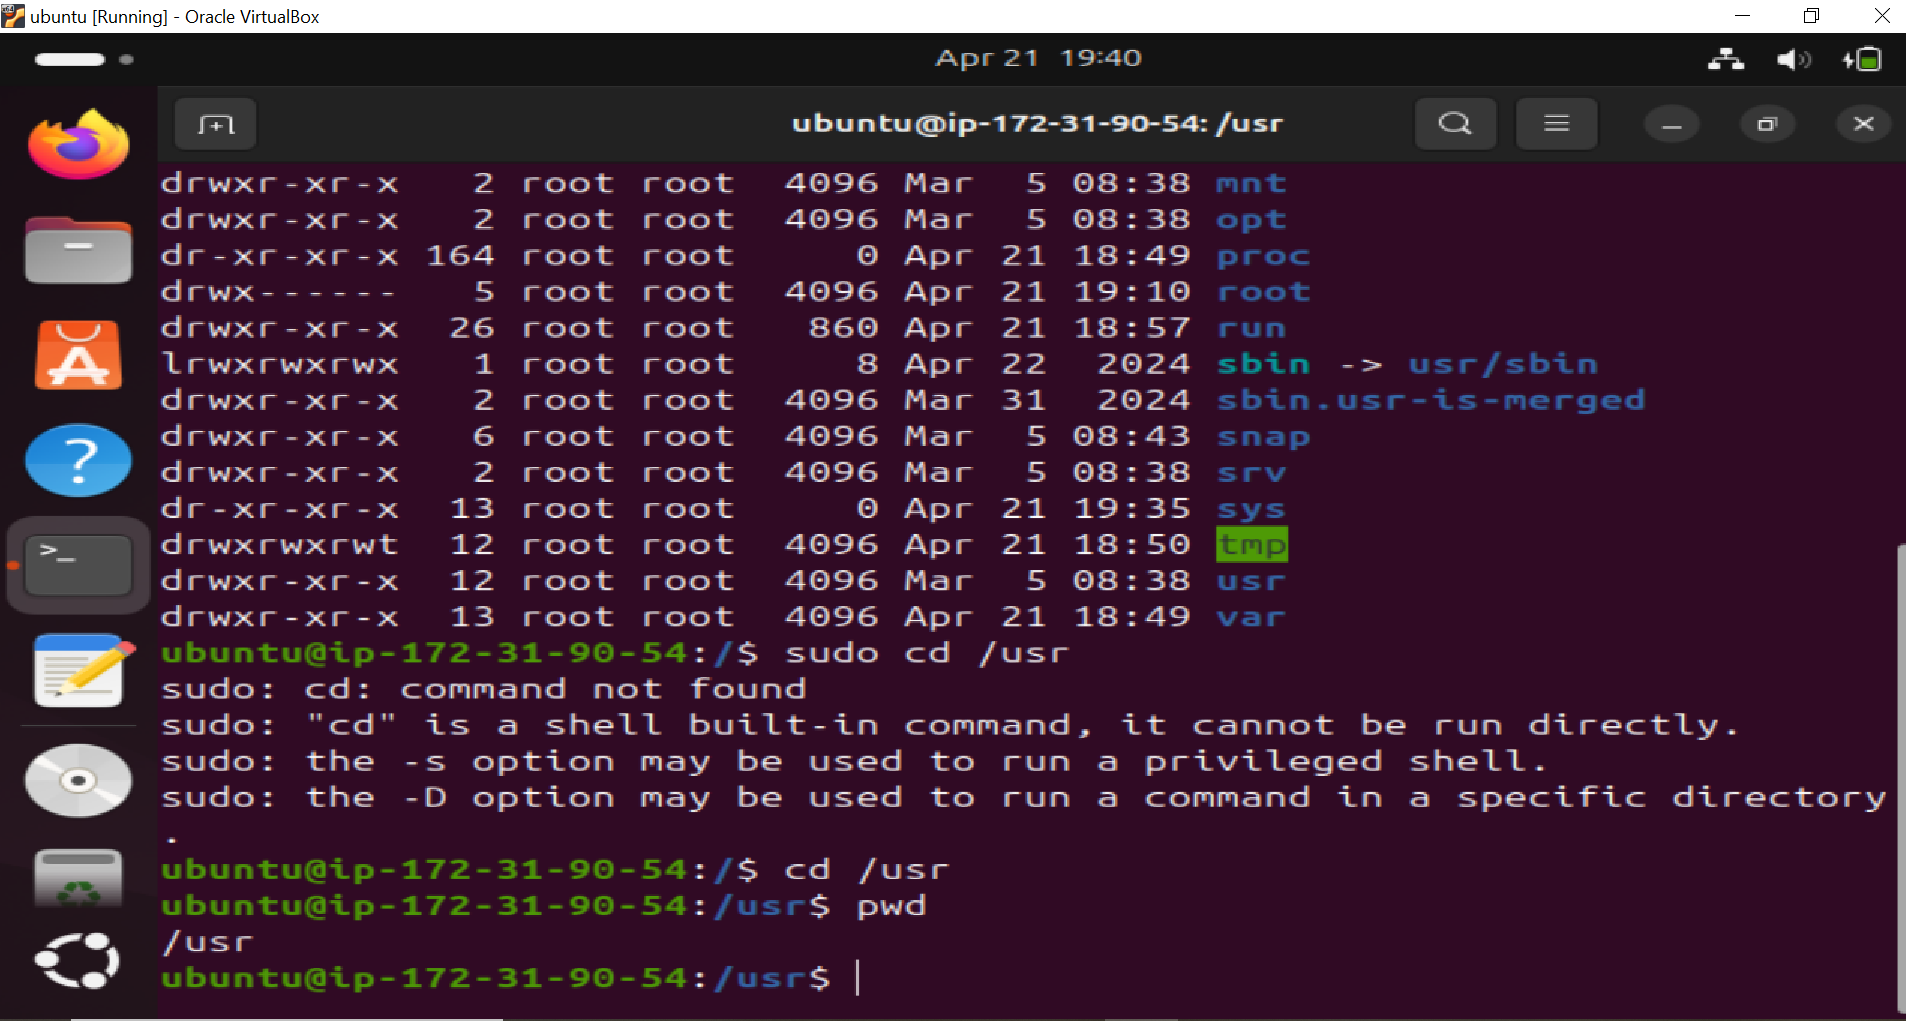 ubuntu [Running] - Oracle VirtualBox
Apr 21 19:40
ubuntu@ip-172-31-90-54: /usr
drwxr-xr-x   2 root root  4096 Mar  5 08:38 mnt
drwxr-xr-x   2 root root  4096 Mar  5 08:38 opt
dr-xr-xr-x 164 root root     0 Apr 21 18:49 proc
drwx------   5 root root  4096 Apr 21 19:10 root
drwxr-xr-x  26 root root   860 Apr 21 18:57 run
lrwxrwxrwx   1 root root     8 Apr 22  2024 sbin -> usr/sbin
drwxr-xr-x   2 root root  4096 Mar 31  2024 sbin.usr-is-merged
drwxr-xr-x   6 root root  4096 Mar  5 08:43 snap
drwxr-xr-x   2 root root  4096 Mar  5 08:38 srv
dr-xr-xr-x  13 root root     0 Apr 21 19:35 sys
drwxrwxrwt  12 root root  4096 Apr 21 18:50 tmp
drwxr-xr-x  12 root root  4096 Mar  5 08:38 usr
drwxr-xr-x  13 root root  4096 Apr 21 18:49 var
ubuntu@ip-172-31-90-54:/$ sudo cd /usr
sudo: cd: command not found
sudo: "cd" is a shell built-in command, it cannot be run directly.
sudo: the -s option may be used to run a privileged shell.
sudo: the -D option may be used to run a command in a specific directory
.
ubuntu@ip-172-31-90-54:/$ cd /usr
ubuntu@ip-172-31-90-54:/usr$ pwd
/usr
ubuntu@ip-172-31-90-54:/usr$